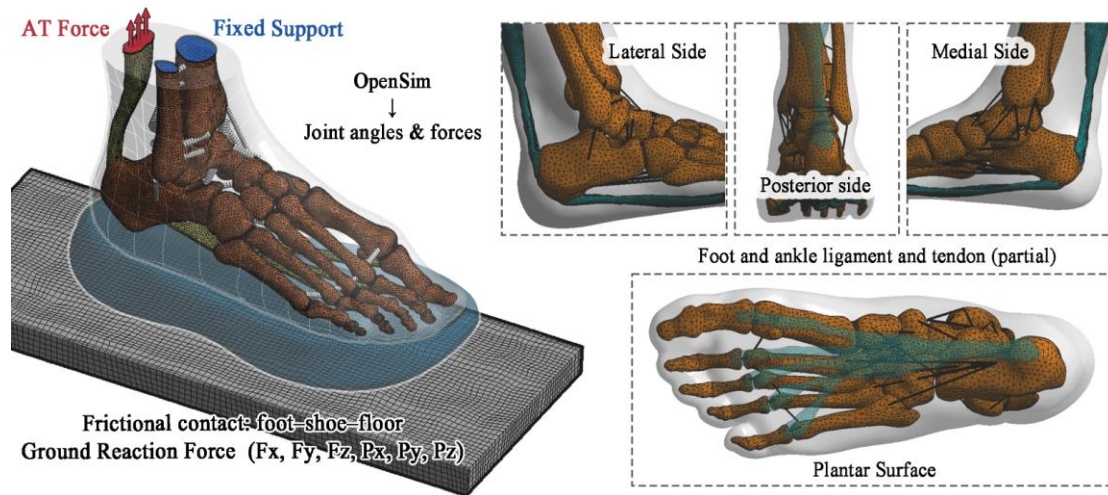 AT Force
Fixed Support
OpenSim
↓
Joint angles & forces
Frictional contact: foot–shoe–floor
Ground Reaction Force (Fx, Fy, Fz, Px, Py, Pz)
Lateral Side
Posterior side
Medial Side
Foot and ankle ligament and tendon (partial)
Plantar Surface